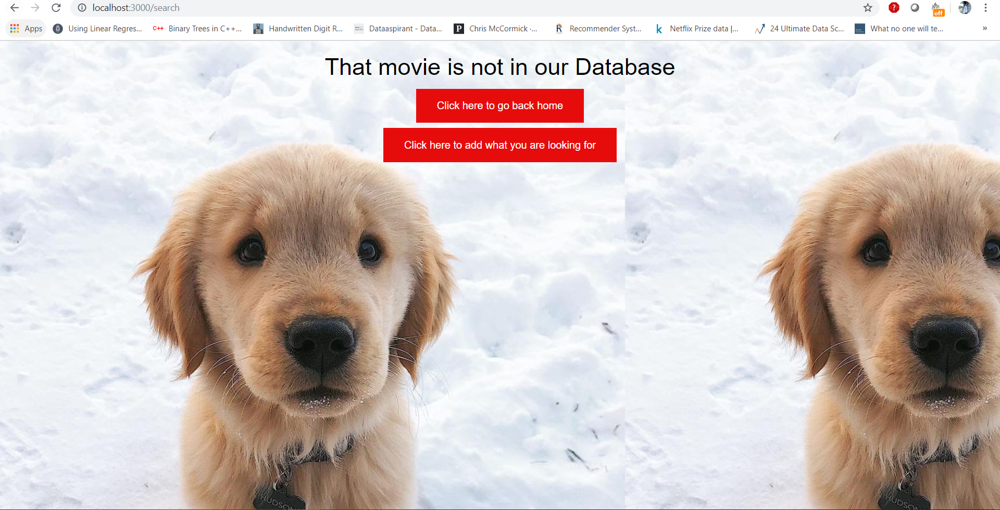 localhost:3000/search
off
Apps Using Linear Regres... C++ Binary Trees in C++... Handwritten Digit R... Dataaspirant - Data... P Chris McCormick ·... R Recommender Syst... k Netflix Prize data |... 24 Ultimate Data Sc... What no one will te... »
That movie is not in our Database
Click here to go back home
Click here to add what you are looking for
HUDSON
HUDSON